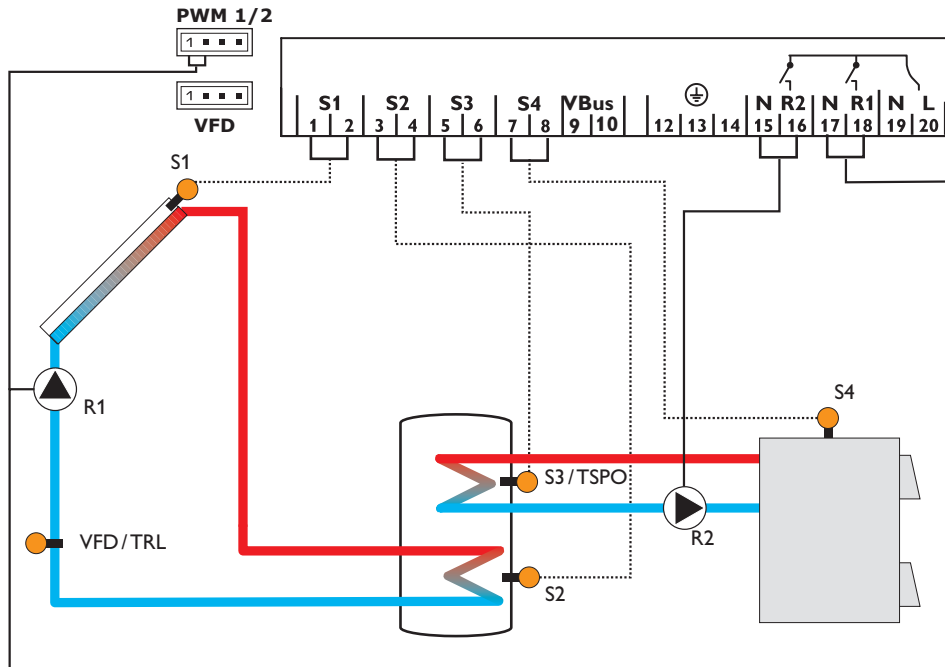 PWM 1/2
1
1
VFD
S1 S2 S3 S4 VBus N R2 N R1 N L
1 2 3 4 5 6 7 8 9 10 12 13 14 15 16 17 18 19 20
S1
R1
S4
S3 / TSPO
R2
VFD / TRL
S2